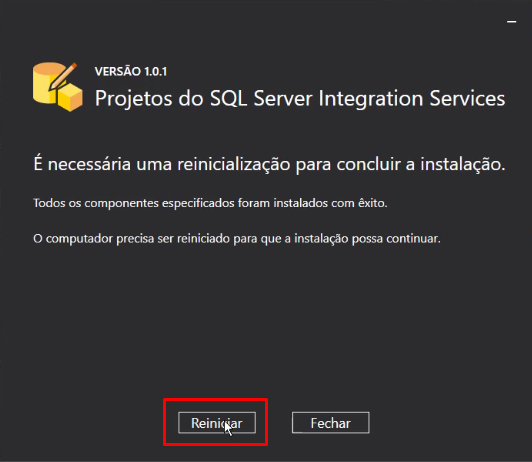 VERSÃO 1.0.1
Projetos do SQL Server Integration Services
É necessária uma reinicialização para concluir a instalação.
Todos os componentes especificados foram instalados com êxito.
O computador precisa ser reiniciado para que a instalação possa continuar.
Reiniciar
Fechar